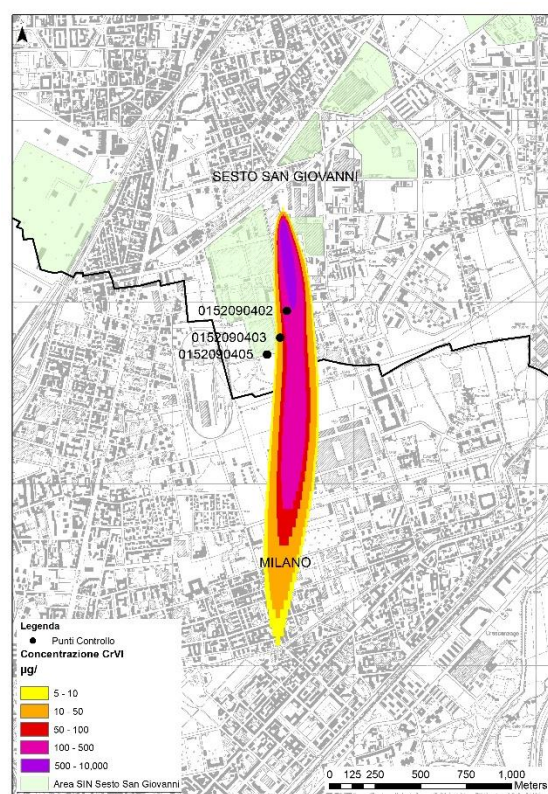 SESTO SAN GIOVANNI
0152090402
0152090403
0152090405
MILANO
Legenda
Punti Controllo
Concentrazione CrVI
µg/
5 - 10
10 - 50
50 - 100
100 - 500
500 - 10,000
Area SIN Sesto San Giovanni
0 125 250 500 750 1,000
Meters